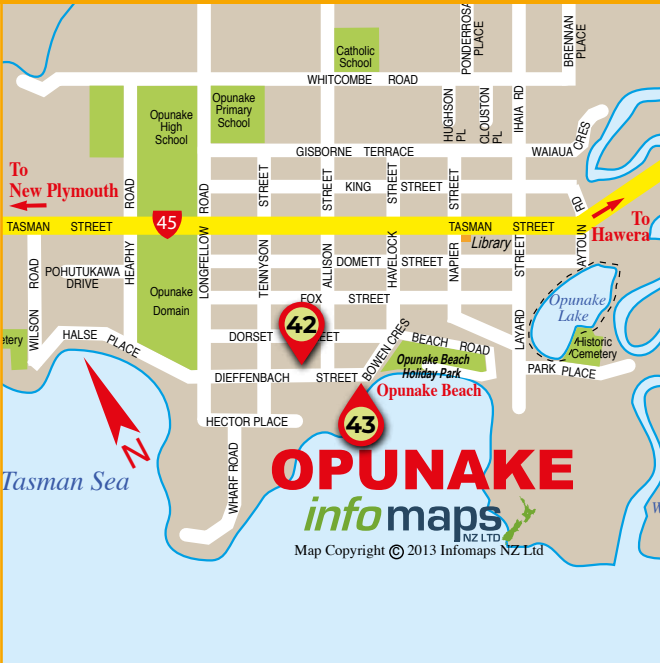 PONDERROSA
PLACE
BRENNAN
PLACE
Catholic
School
WHITCOMBE ROAD
Opunake
High
School
Opunake
Primary
School
HUGHSON
PL
CLOUSTON
PL
IHAIA RD
GISBORNE TERRACE
WAIAUA CRES
To
New Plymouth
HEAPHY ROAD
LONGFELLOW ROAD
TENNYSON STREET
ALLISON STREET
HAVELOCK STREET
NAPIER STREET
KING STREET
TASMAN STREET
45
TASMAN STREET
Library
LAYARD STREET
RD
AYTOUN
To
Hawera
WILSON ROAD
POHUTUKAWA
DRIVE
DOMETT STREET
Opunake
Domain
FOX STREET
Opunake
Lake
etery
HALSE PLACE
42
DORSET EET
BOWEN CRES
BEACH ROAD
Opunake Beach
Holiday Park
Historic
Cemetery
DIEFFENBACH STREET
PARK PLACE
Opunake Beach
HECTOR PLACE
43
N
WHARF ROAD
Tasman Sea
OPUNAKE
infomaps
NZ LTD
Map Copyright © 2013 Infomaps NZ Ltd
W